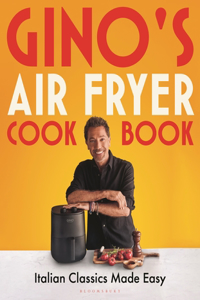 GINO'S
AIR FRYER
COOK BOOK
Italian Classics Made Easy
BLOOMSBURY